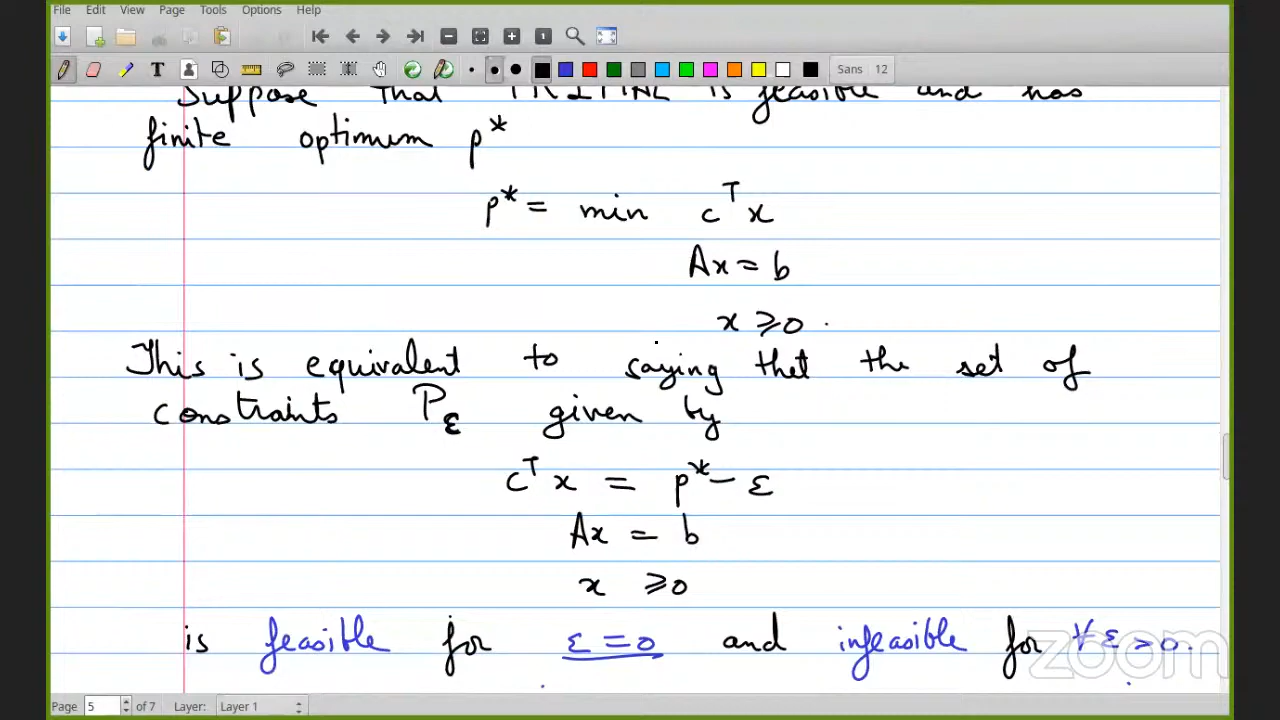 File Edit View Page Tools Options Help
1
T Sans 12
Suppose that PRIMAL is feasible and has
finite optimum p*
p* = min c^T x
Ax = b
x ⩾ 0 .
This is equivalent to saying that the set of
constraints P_ε given by
c^T x = p* - ε
Ax = b
x ⩾ 0
is feasible for ε = 0 and infeasible for ∀ ε > 0.
zoom
Page 5 of 7 Layer: Layer 1